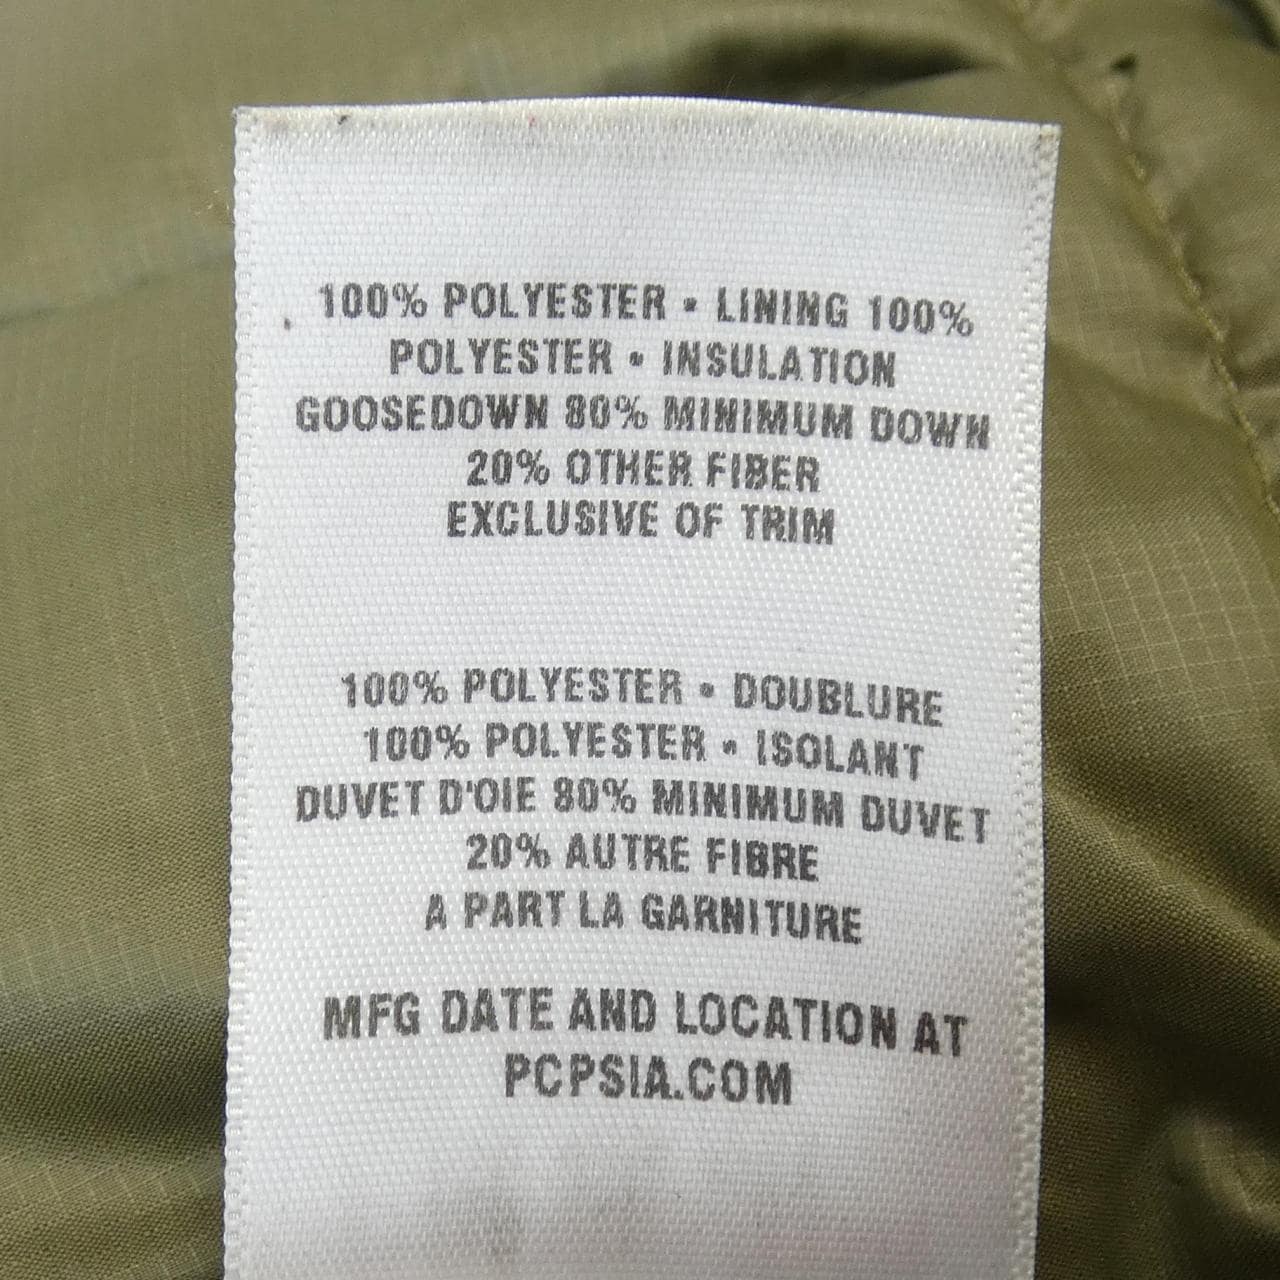 100% POLYESTER • LINING 100%
POLYESTER • INSULATION
GOOSEDOWN 80% MINIMUM DOWN
20% OTHER FIBER
EXCLUSIVE OF TRIM
100% POLYESTER • DOUBLURE
100% POLYESTER • ISOLANT
DUVET D'OIE 80% MINIMUM DUVET
20% AUTRE FIBRE
A PART LA GARNITURE
MFG DATE AND LOCATION AT
PCPSIA.COM